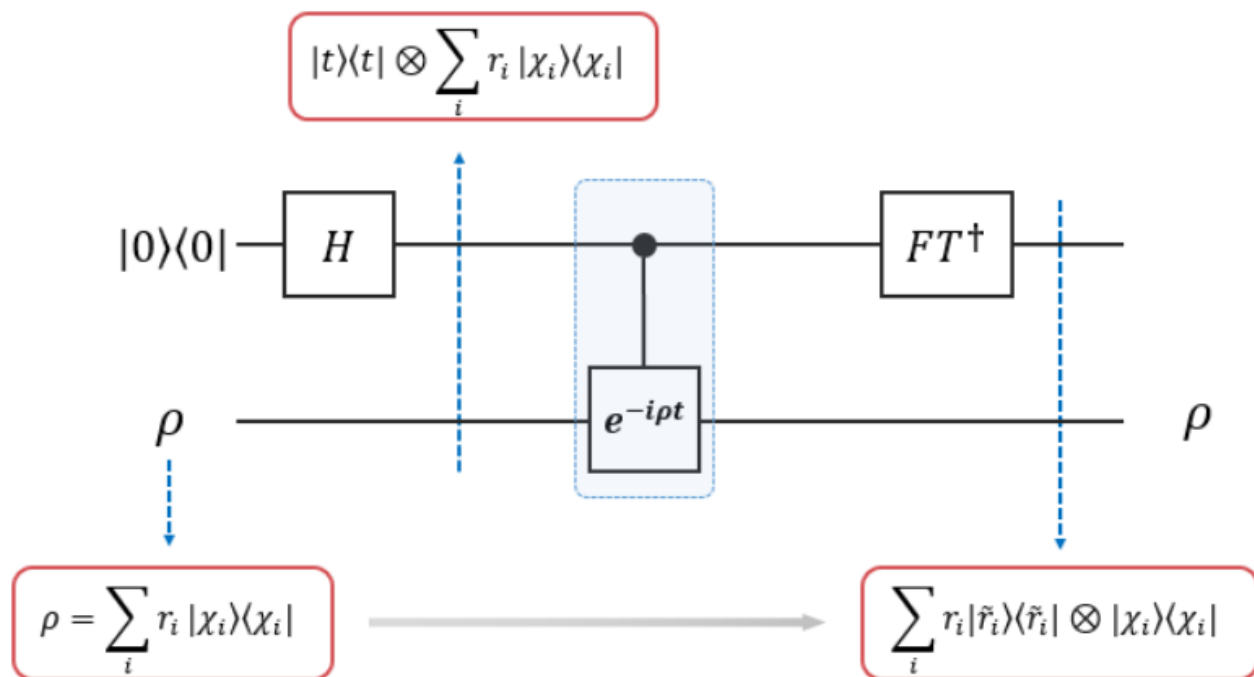 |t⟩⟨t| ⊗ ∑_i r_i |χ_i⟩⟨χ_i|
|0⟩⟨0| H FT†
ρ e^{-iρt} ρ
ρ = ∑_i r_i |χ_i⟩⟨χ_i|
∑_i r_i|r̃_i⟩⟨r̃_i| ⊗ |χ_i⟩⟨χ_i|